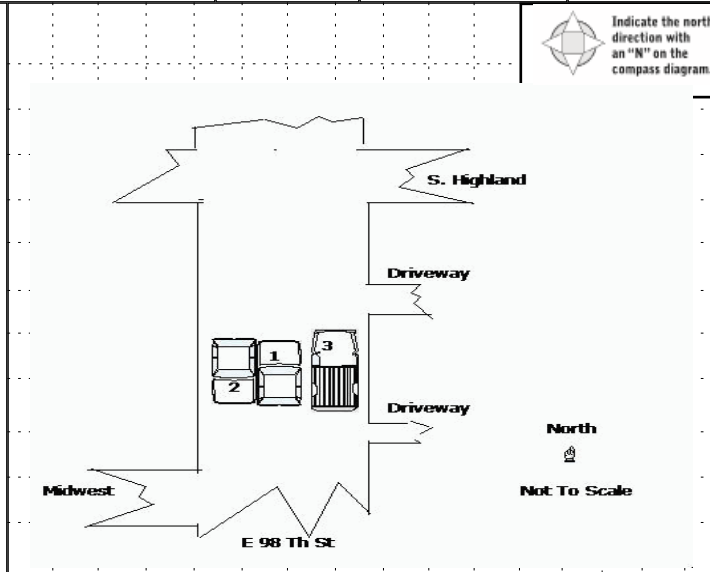 Indicate the north
direction with
an “N” on the
compass diagram.
S. Highland
Driveway
1
3
2
Driveway
North
Midwest
Not To Scale
E 98 Th St